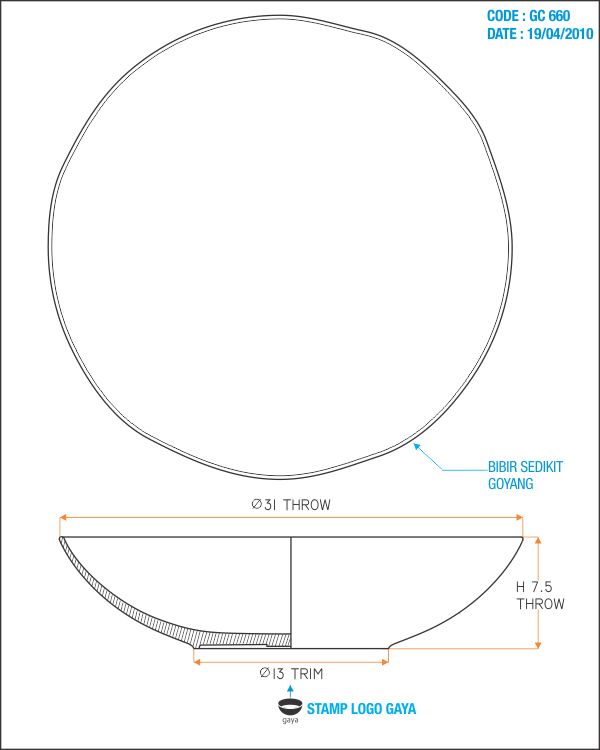 CODE : GC 660
DATE : 19/04/2010
BIBIR SEDIKIT
GOYANG
Ø31 THROW
H 7.5
THROW
Ø13 TRIM
STAMP LOGO GAYA
gaya